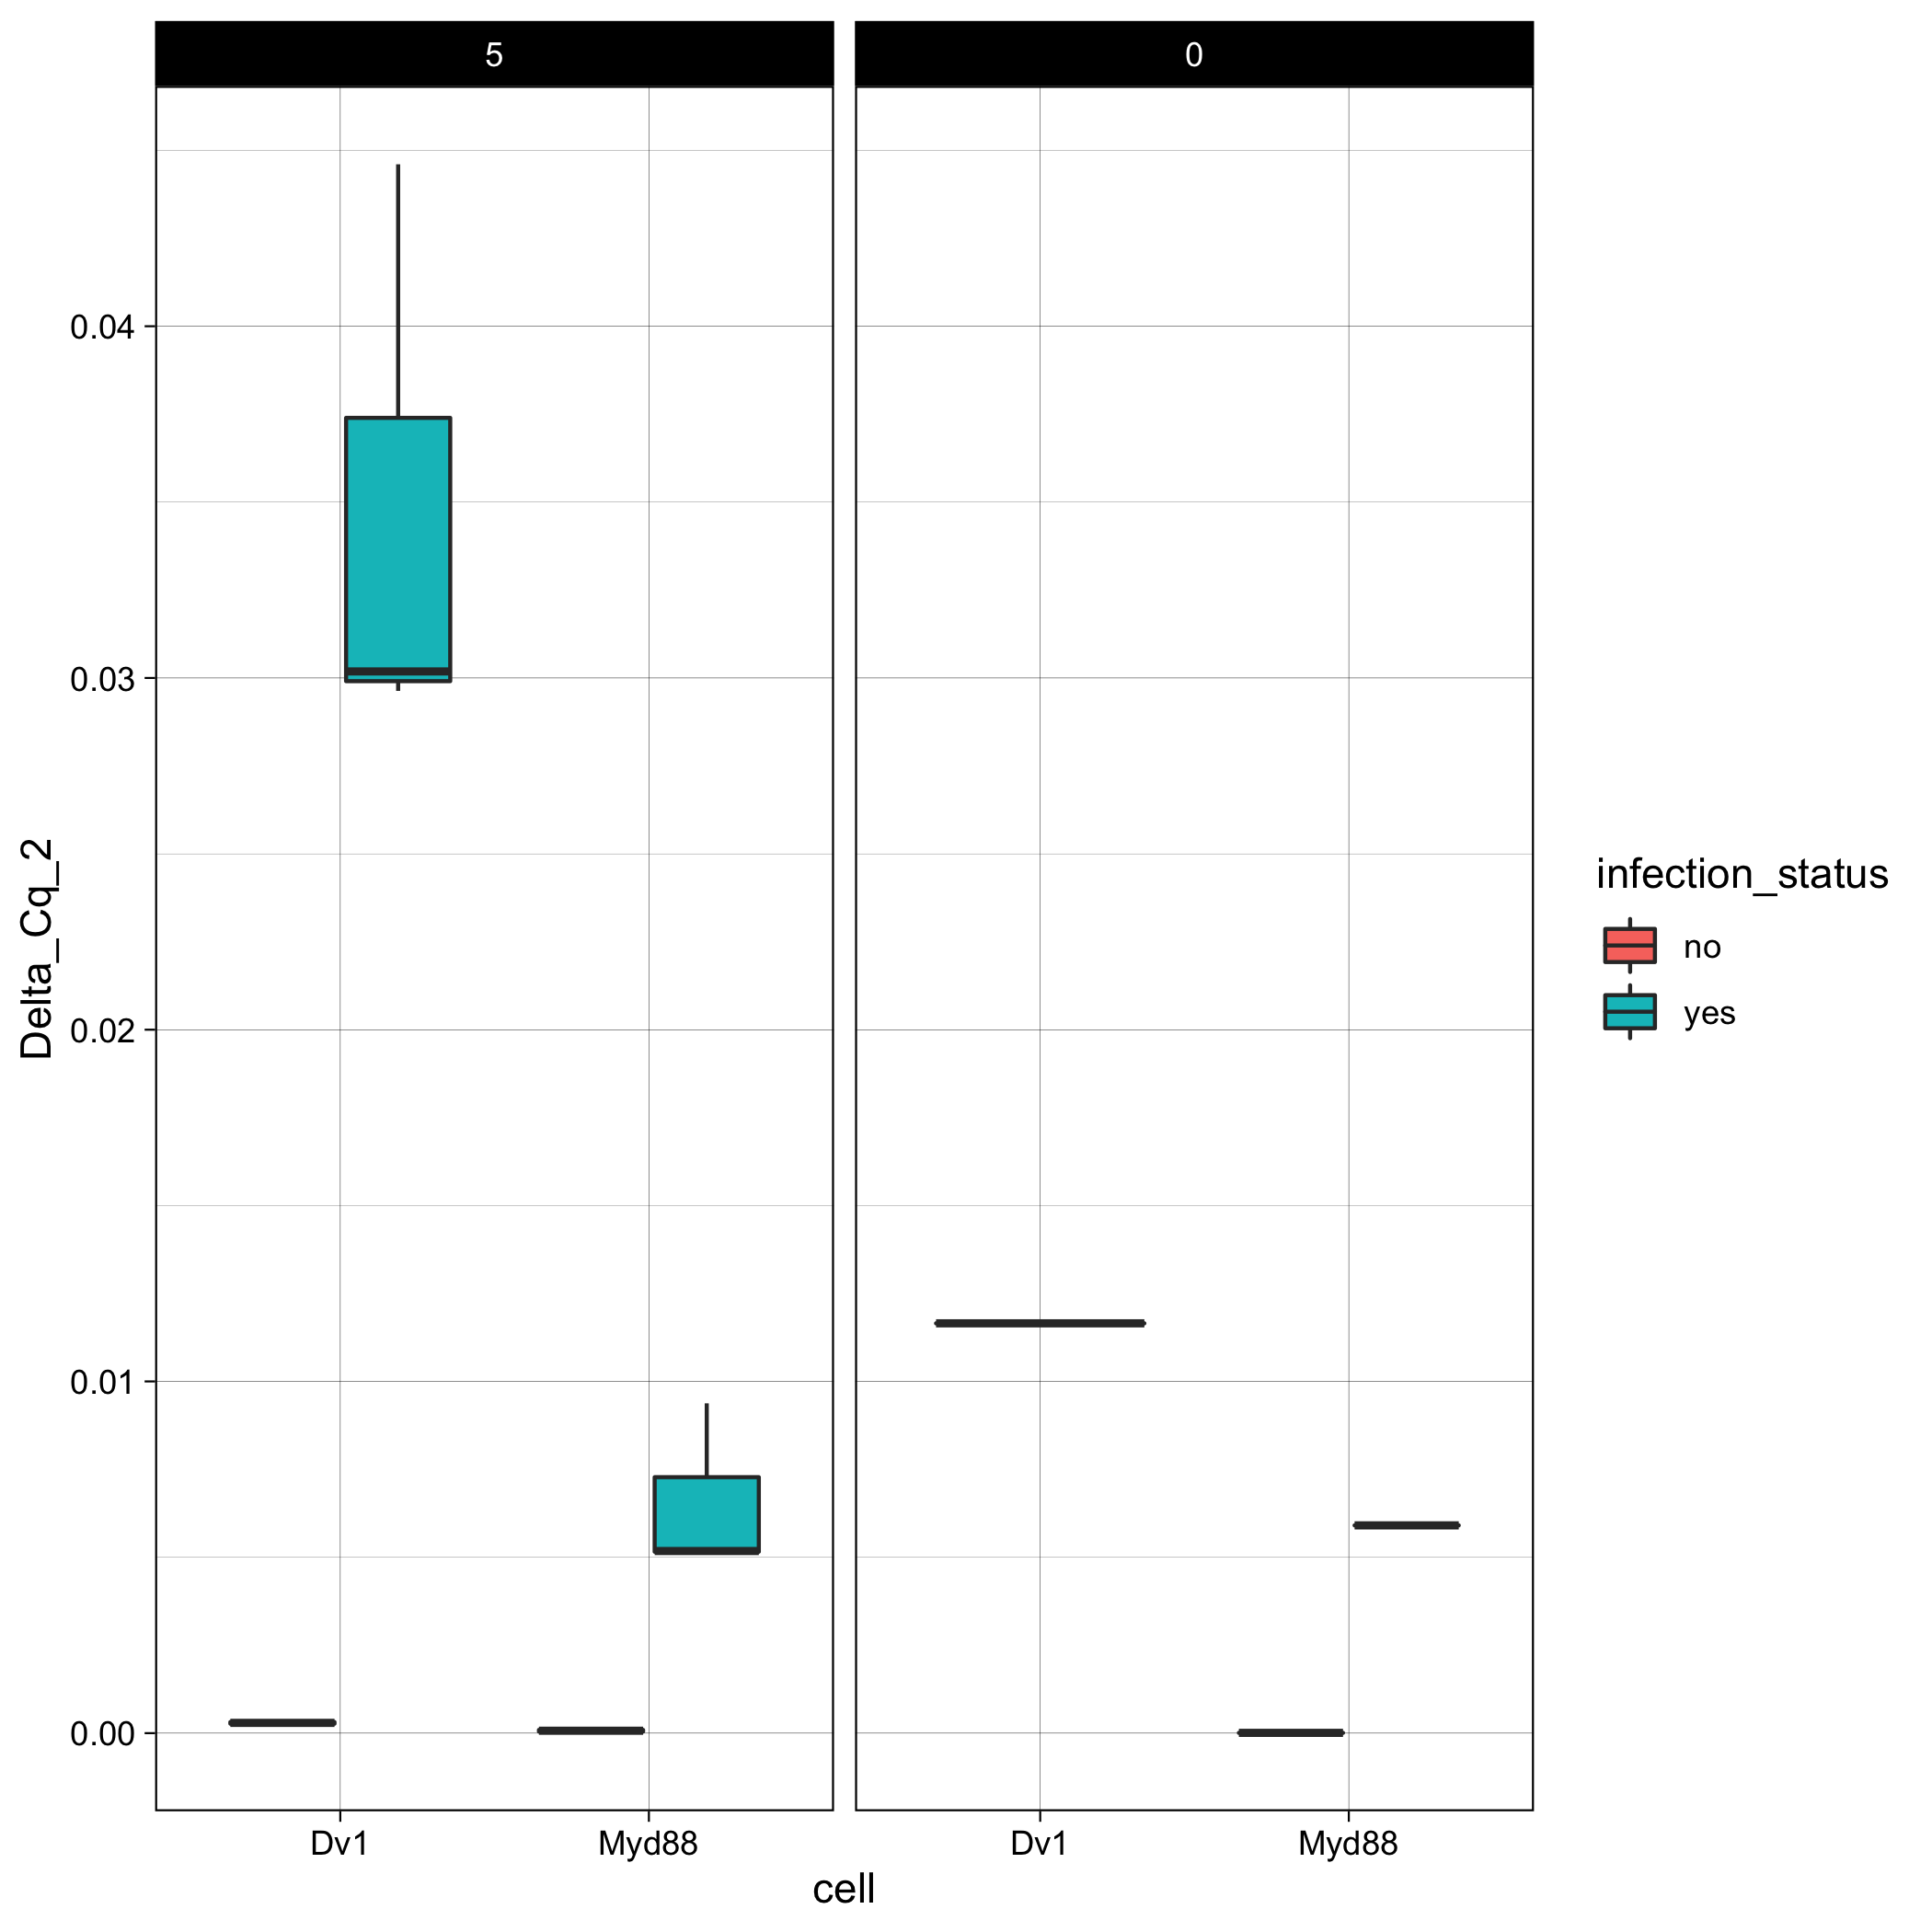 5
0
0.04
0.03
0.02
0.01
0.00
Delta_Cq_2
Dv1
Myd88
Dv1
Myd88
cell
infection_status
no
yes